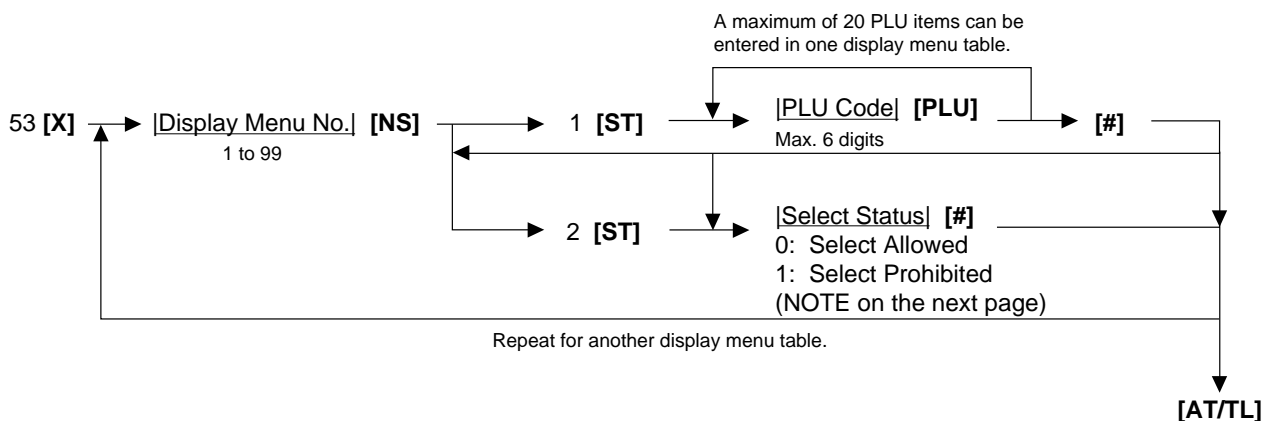 A maximum of 20 PLU items can be
entered in one display menu table.
53 [X] |Display Menu No.| [NS] 1 [ST] |PLU Code| [PLU] [#]
1 to 99 Max. 6 digits
2 [ST] |Select Status| [#]
0: Select Allowed
1: Select Prohibited
(NOTE on the next page)
Repeat for another display menu table.
[AT/TL]